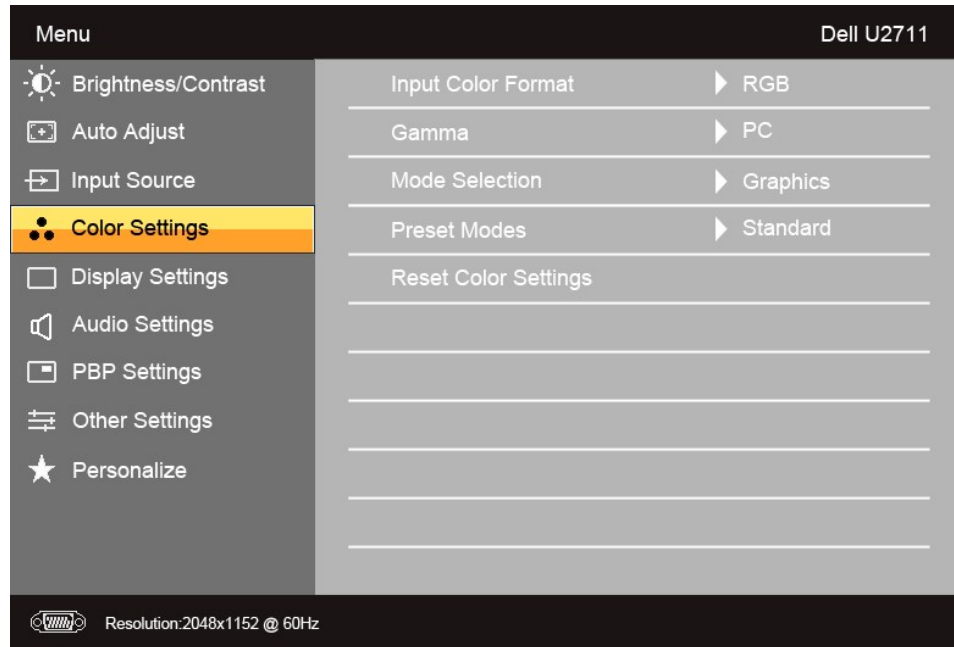 Menu Dell U2711
Brightness/Contrast
Auto Adjust
Input Source
Color Settings
Display Settings
Audio Settings
PBP Settings
Other Settings
Personalize
Input Color Format RGB
Gamma PC
Mode Selection Graphics
Preset Modes Standard
Reset Color Settings
Resolution:2048x1152 @ 60Hz